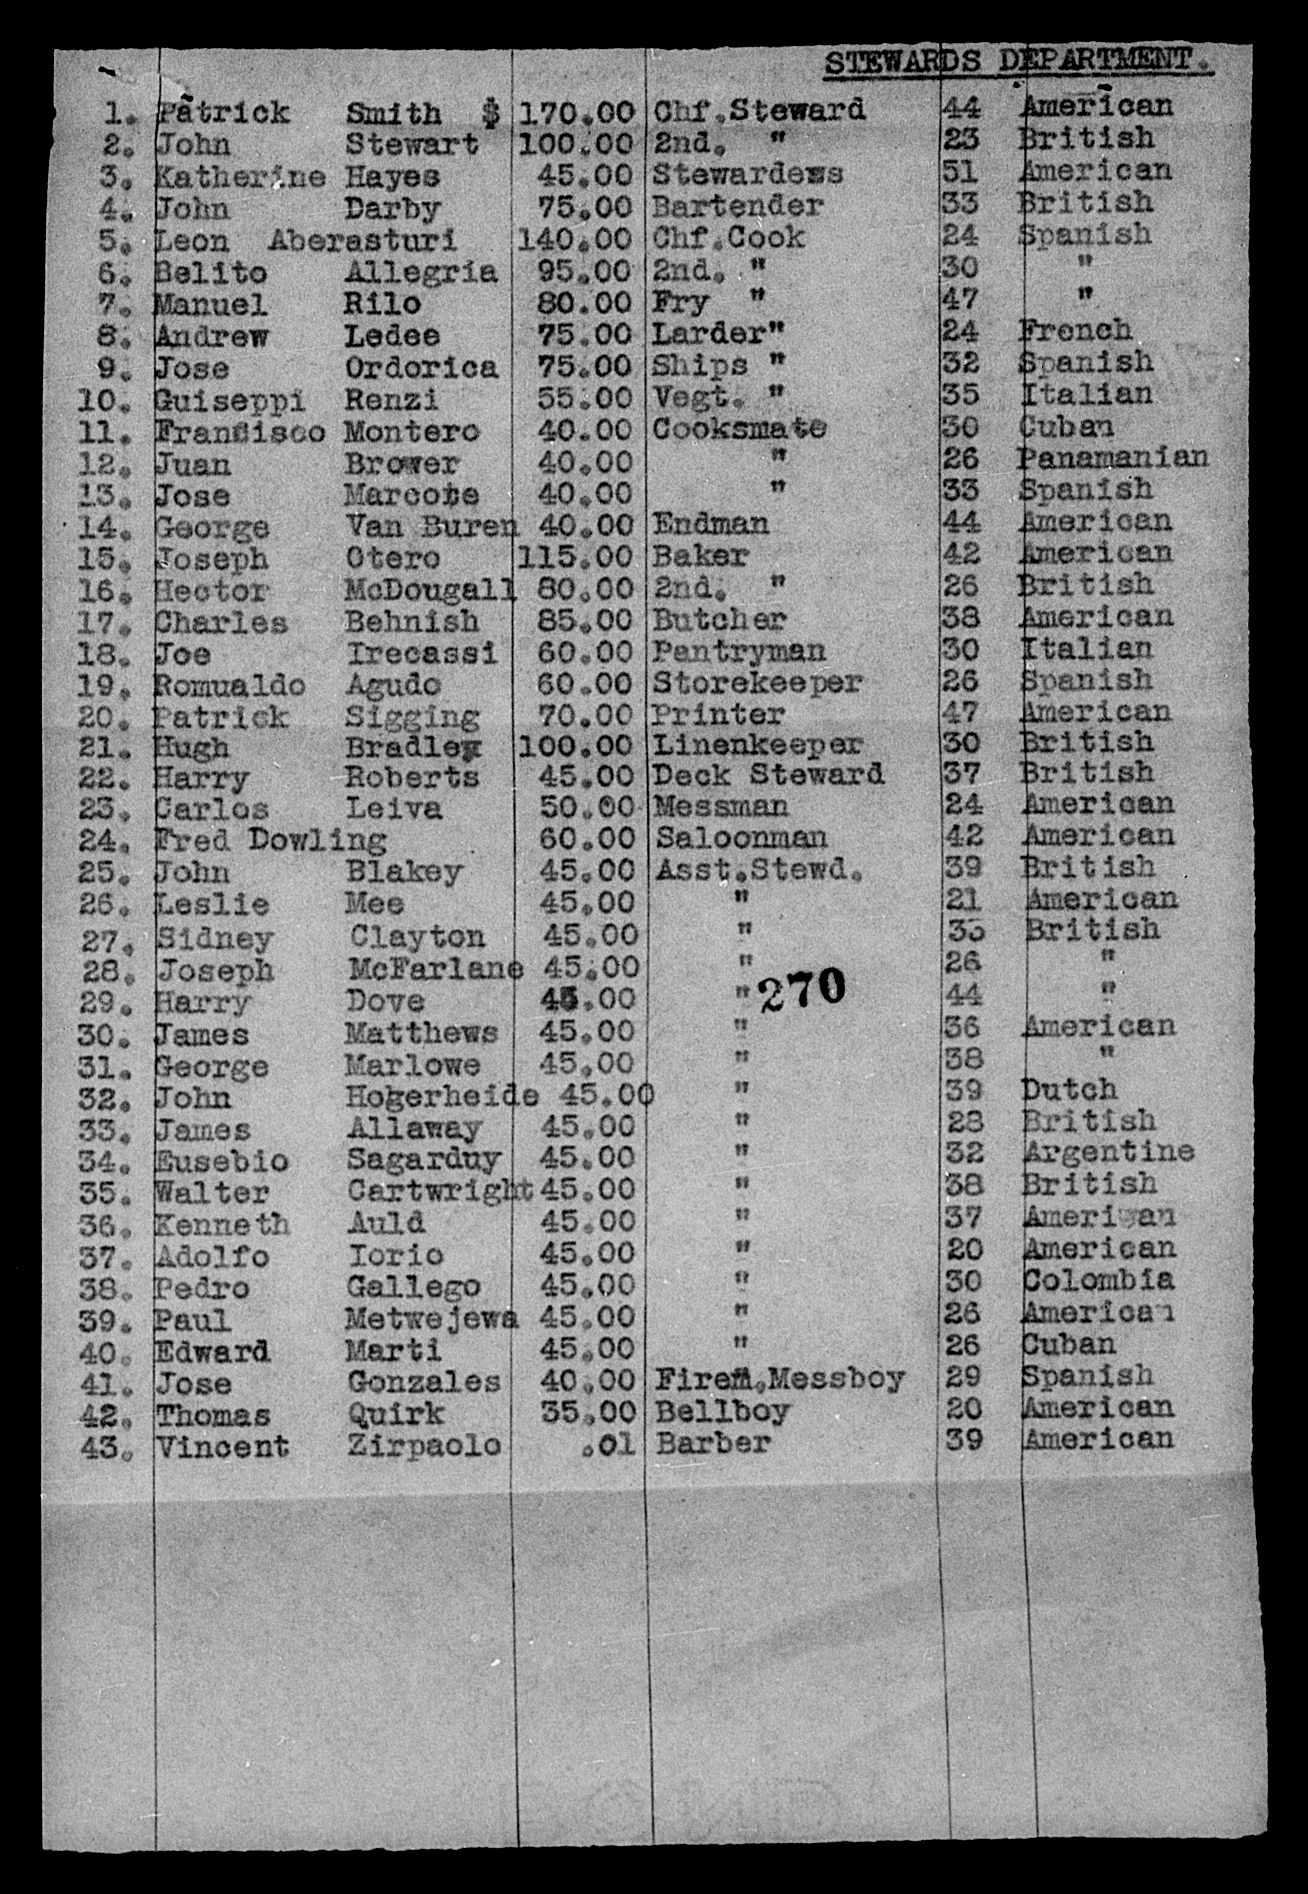 STEWARDS DEPARTMENT.
1. Patrick Smith $ 170.00 Chf.Steward 44 American
2. John Stewart 100.00 2nd. " 23 British
3. Katherine Hayes 45.00 Stewardess 51 American
4. John Darby 75.00 Bartender 33 British
5. Leon Aberasturi 140.00 Chf.Cook 24 Spanish
6. Belito Allegria 95.00 2nd. " 30 "
7. Manuel Rilo 80.00 Fry " 47 "
8. Andrew Ledee 75.00 Larder" 24 French
9. Jose Ordorica 75.00 Ships " 32 Spanish
10. Guiseppi Renzi 55.00 Vegt. " 35 Italian
11. Francisco Montero 40.00 Cooksmate 30 Cuban
12. Juan Brower 40.00 " 26 Panamanian
13. Jose Marcote 40.00 " 33 Spanish
14. George Van Buren 40.00 Endman 44 American
15. Joseph Otero 115.00 Baker 42 American
16. Hector McDougall 80.00 2nd. " 26 British
17. Charles Behnish 85.00 Butcher 38 American
18. Joe Irecassi 60.00 Pantryman 30 Italian
19. Romualdo Agudo 60.00 Storekeeper 26 Spanish
20. Patrick Sigging 70.00 Printer 47 American
21. Hugh Bradley 100.00 Linenkeeper 30 British
22. Harry Roberts 45.00 Deck Steward 37 British
23. Carlos Leiva 50.00 Messman 24 American
24. Fred Dowling 60.00 Saloonman 42 American
25. John Blakey 45.00 Asst.Stewd. 39 British
26. Leslie Mee 45.00 " 21 American
27. Sidney Clayton 45.00 " British
28. Joseph McFarlane 45.00 " 26 "
29. Harry Dove 45.00 " 270 44 "
30. James Matthews 45.00 " 36 American
31. George Marlowe 45.00 " 38 "
32. John Hogerheide 45.00 " 39 Dutch
33. James Allaway 45.00 " 28 British
34. Eusebio Sagarduy 45.00 " 32 Argentine
35. Walter Cartwright 45.00 " 38 British
36. Kenneth Auld 45.00 " 37 American
37. Adolfo Iorio 45.00 " 20 American
38. Pedro Gallego 45.00 " 30 Colombia
39. Paul Metwejewa 45.00 " 26 American
40. Edward Marti 45.00 " 26 Cuban
41. Jose Gonzales 40.00 Firem.Messboy 29 Spanish
42. Thomas Quirk 35.00 Bellboy 20 American
43. Vincent Zirpaolo .01 Barber 39 American